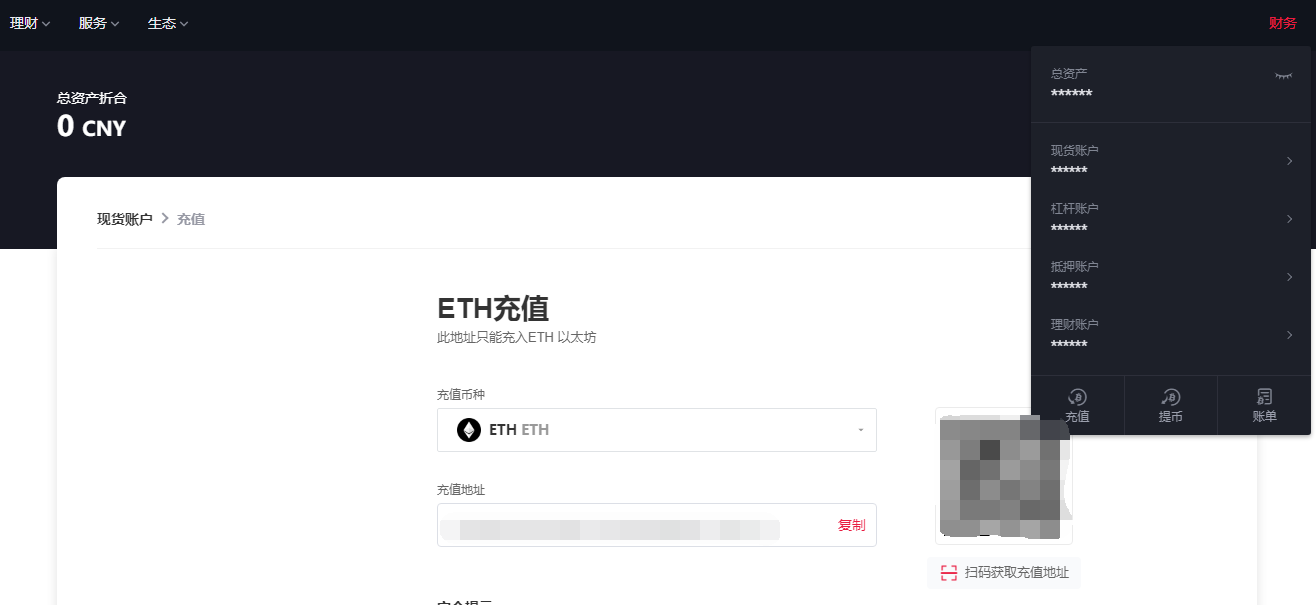 理财 服务 生态 财务
总资产折合
0 CNY
总资产
******
现货账户
******
杠杆账户
******
抵押账户
******
理财账户
******
充值 提币 账单
现货账户 > 充值
ETH充值
此地址只能充入ETH 以太坊
充值币种
ETH ETH
充值地址
复制
扫码获取充值地址